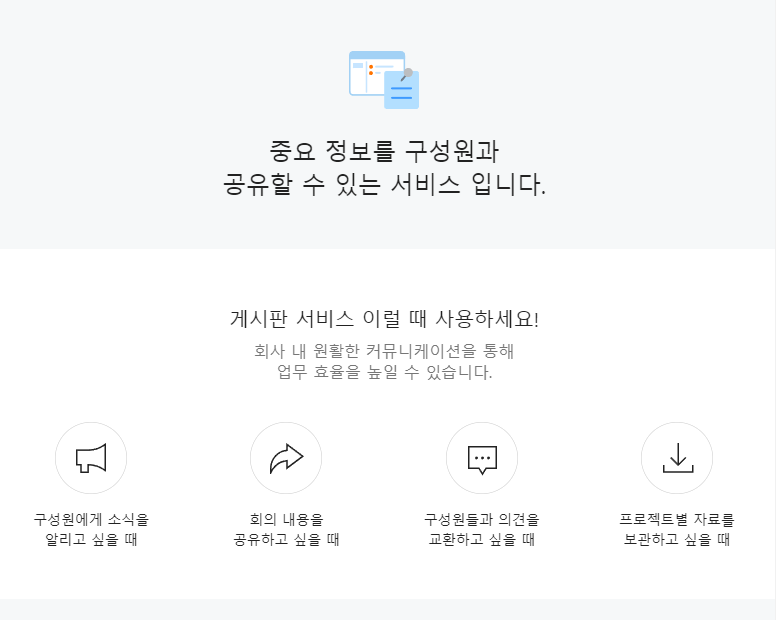 중요 정보를 구성원과
공유할 수 있는 서비스 입니다.
게시판 서비스 이럴 때 사용하세요!
회사 내 원활한 커뮤니케이션을 통해
업무 효율을 높일 수 있습니다.
구성원에게 소식을
알리고 싶을 때
회의 내용을
공유하고 싶을 때
구성원들과 의견을
교환하고 싶을 때
프로젝트별 자료를
보관하고 싶을 때